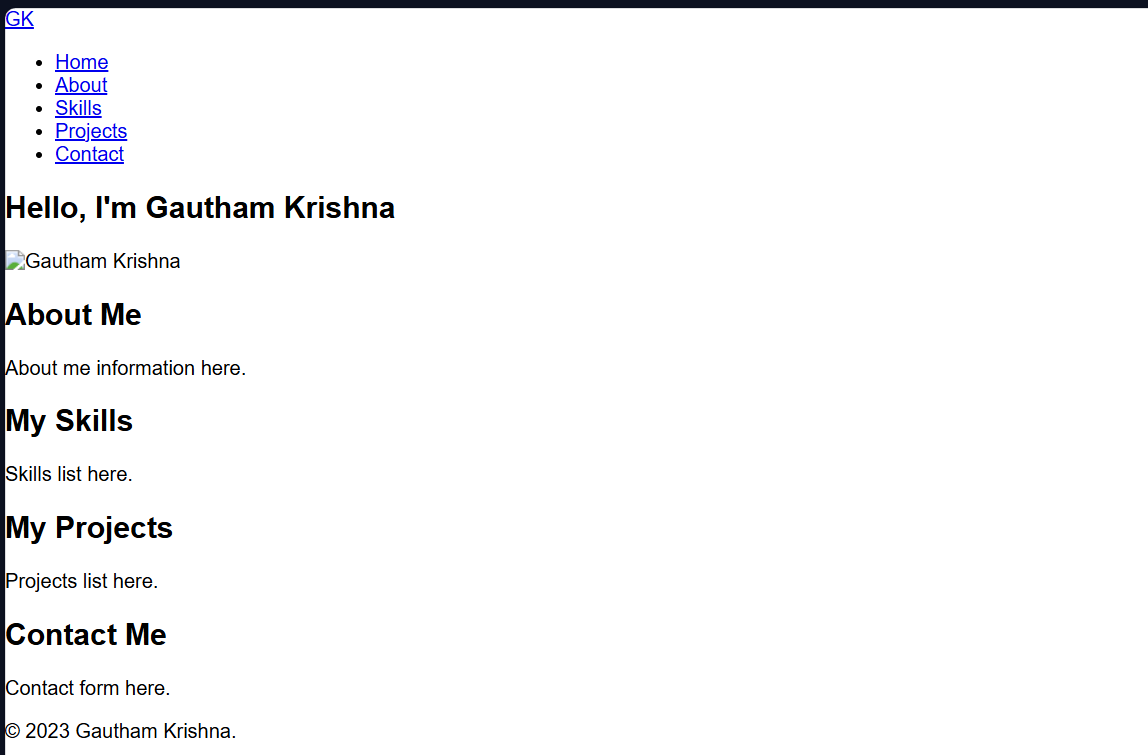 GK
Home
About
Skills
Projects
Contact
Hello, I'm Gautham Krishna
Gautham Krishna
About Me
About me information here.
My Skills
Skills list here.
My Projects
Projects list here.
Contact Me
Contact form here.
© 2023 Gautham Krishna.